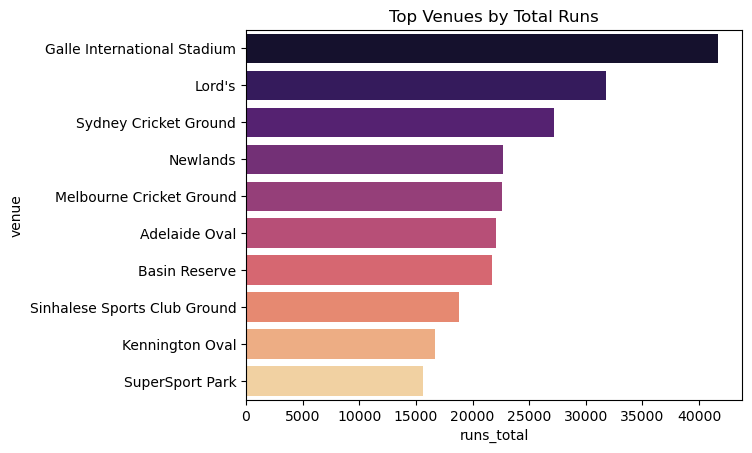 Top Venues by Total Runs
venue
Galle International Stadium
Lord's
Sydney Cricket Ground
Newlands
Melbourne Cricket Ground
Adelaide Oval
Basin Reserve
Sinhalese Sports Club Ground
Kennington Oval
SuperSport Park
0 5000 10000 15000 20000 25000 30000 35000 40000
runs_total